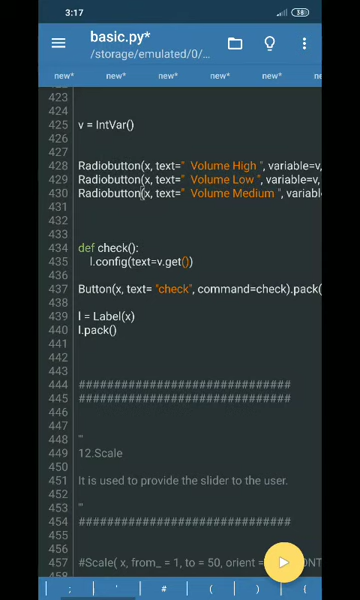 3:17
38
basic.py*
/storage/emulated/0/...
new* new* new* new* new*
423
424
425 v = IntVar()
426
427
428 Radiobutton(x, text=" Volume High ", variable=v,
429 Radiobutton(x, text=" Volume Low ", variable=v,
430 Radiobutton(x, text=" Volume Medium ", variabl
431
432
433
434 def check():
435 l.config(text=v.get())
436
437 Button(x, text= "check", command=check).pack(
438
439 l = Label(x)
440 l.pack()
441
442
443
444 ############################
445 ############################
446
447
448 '''
449 12.Scale
450
451 It is used to provide the slider to the user.
452
453 '''
454 ############################
455
456
457 #Scale( x, from_ = 1, to = 50, orient =
458
; ' # ( ) {